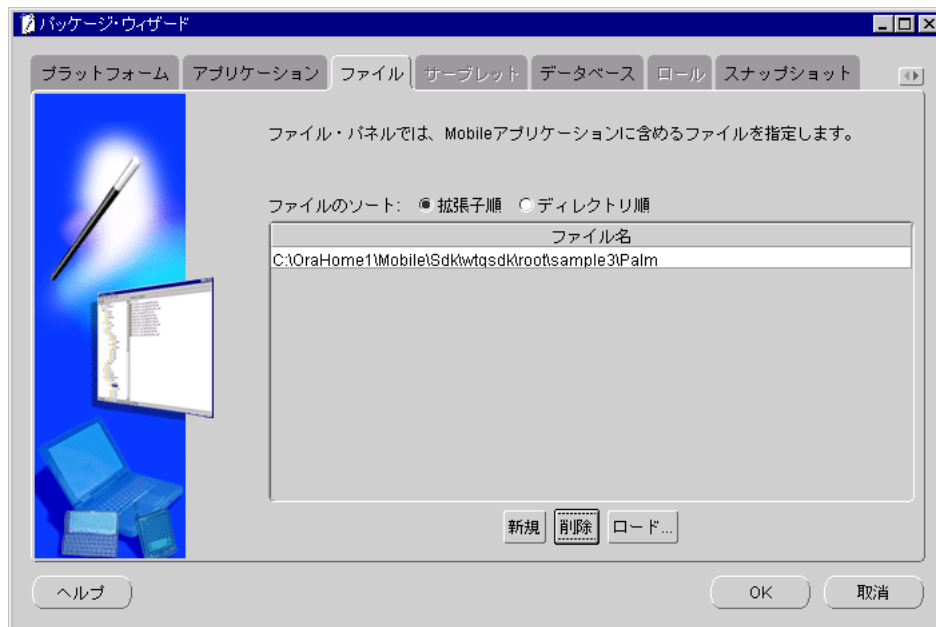 パッケージ・ウィザード
プラットフォーム アプリケーション ファイル サーブレット データベース ロール スナップショット
ファイル・パネルでは、Mobileアプリケーションに含めるファイルを指定します。
ファイルのソート: 拡張子順 ディレクトリ順
ファイル名
C:\OraHome1\Mobile\Sdk\wtgsdk\root\sample3\Palm
新規 削除 ロード...
ヘルプ OK 取消